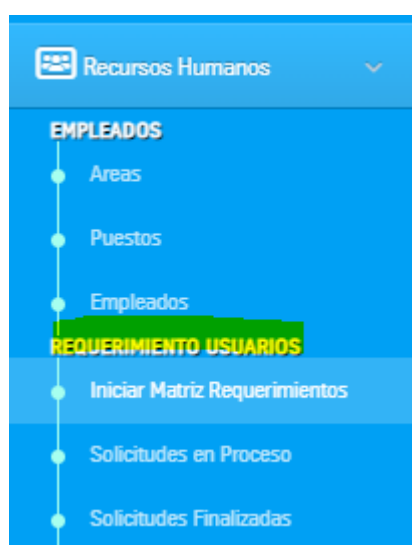 Recursos Humanos
EMPLEADOS
Areas
Puestos
Empleados
REQUERIMIENTO USUARIOS
Iniciar Matriz Requerimientos
Solicitudes en Proceso
Solicitudes Finalizadas